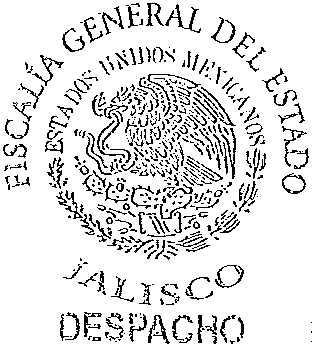 FISCALÍA GENERAL DEL ESTADO
ESTADOS UNIDOS MEXICANOS
JALISCO
DESPACHO